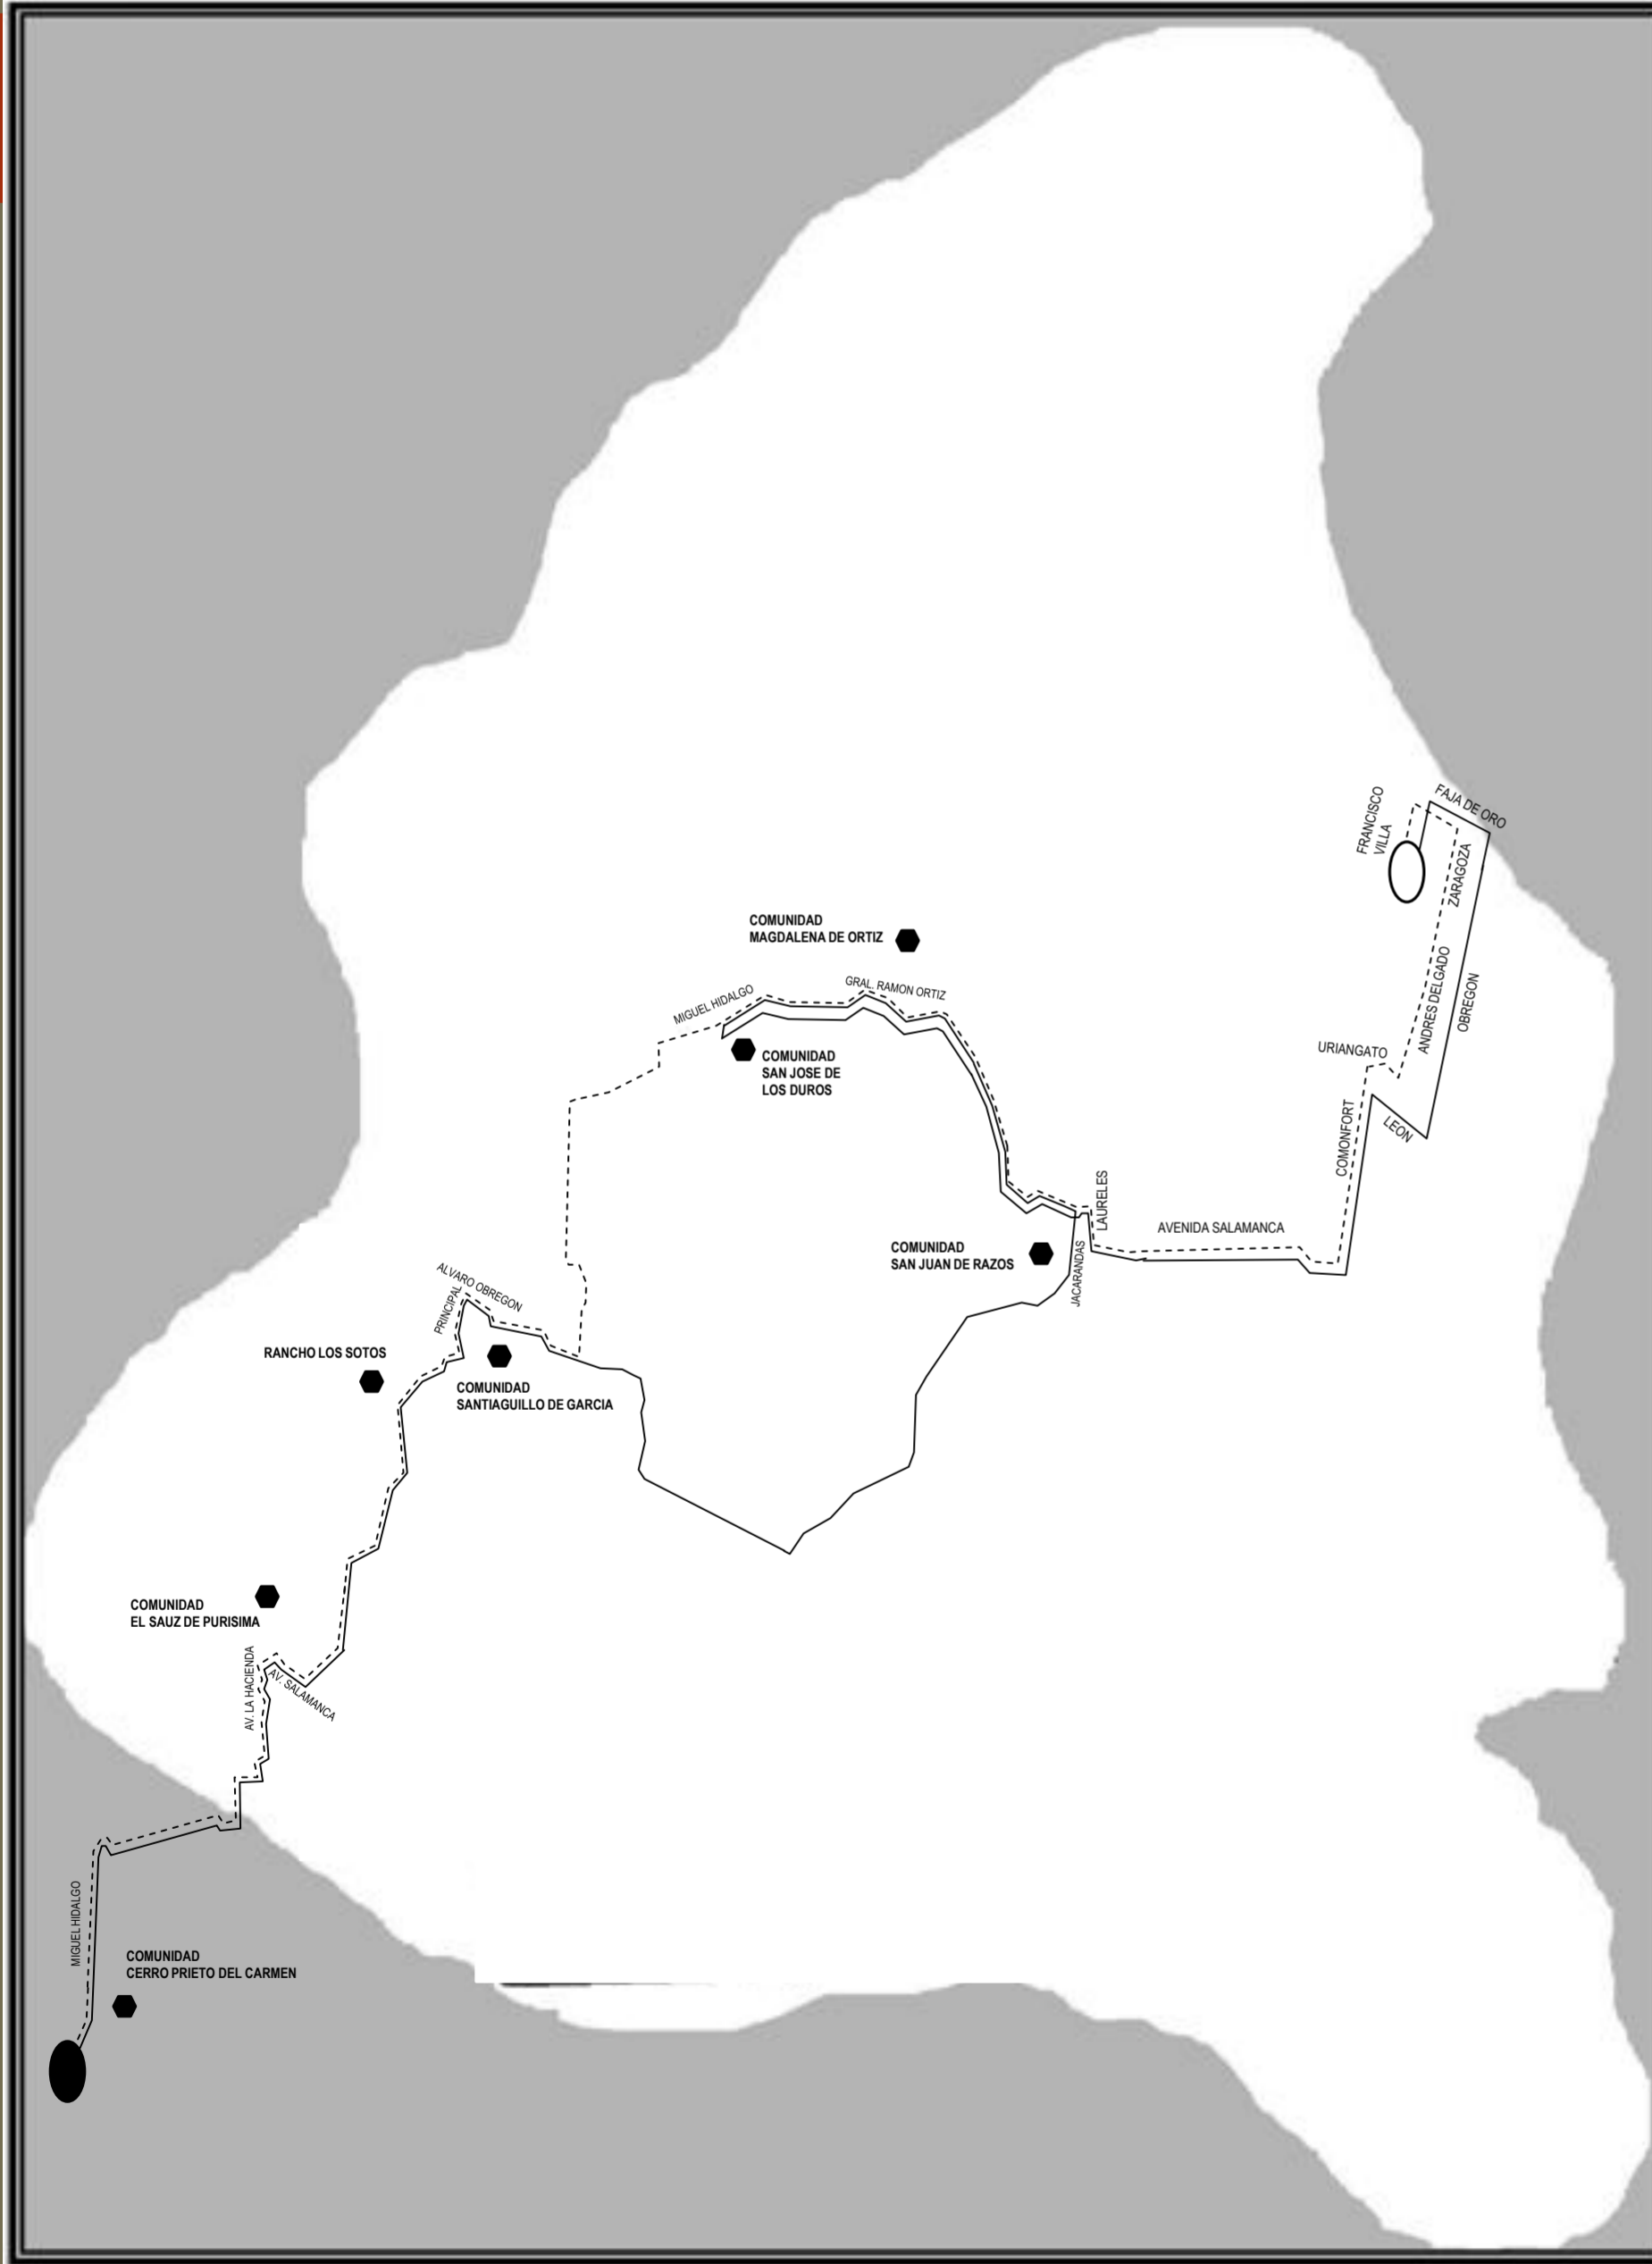 FRANCISCO
VILLA
FAJA DE ORO
ZARAGOZA
COMUNIDAD
MAGDALENA DE ORTIZ
ANDRES DELGADO
OBREGON
GRAL. RAMON ORTIZ
MIGUEL HIDALGO
URIANGATO
COMUNIDAD
SAN JOSE DE
LOS DUROS
COMONFORT
LEON
LAURELES
AVENIDA SALAMANCA
COMUNIDAD
SAN JUAN DE RAZOS
JACARANDAS
ALVARO OBREGON
PRINCIPAL
RANCHO LOS SOTOS
COMUNIDAD
SANTIAGUILLO DE GARCIA
COMUNIDAD
EL SAUZ DE PURISIMA
AV. LA HACIENDA
AV. SALAMANCA
MIGUEL HIDALGO
COMUNIDAD
CERRO PRIETO DEL CARMEN